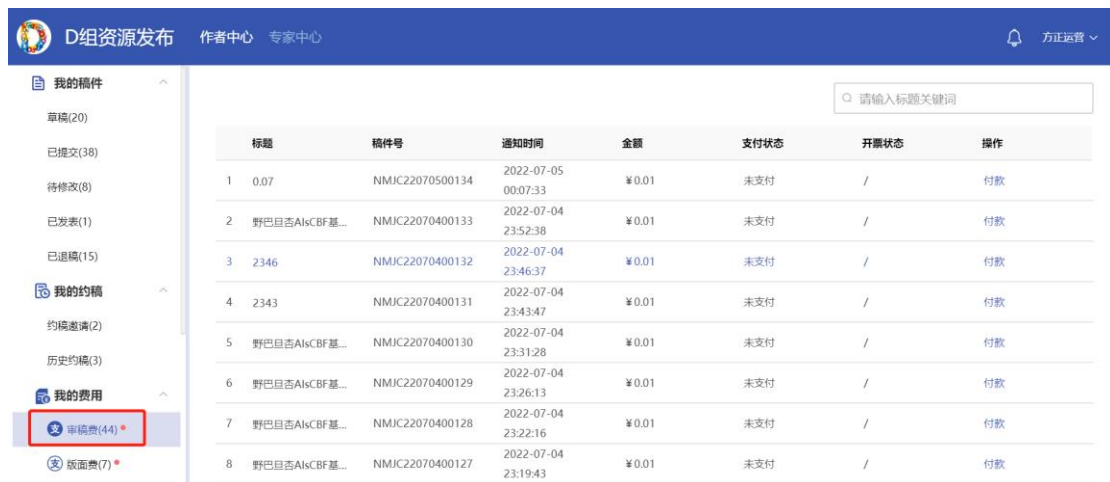 D组资源发布 作者中心 专家中心 方正运营
我的稿件
草稿(20)
已提交(38)
待修改(8)
已发表(1)
已退稿(15)
我的约稿
约稿邀请(2)
历史约稿(3)
我的费用
支 审稿费(44)
支 版面费(7)
请输入标题关键词
标题 稿件号 通知时间 金额 支付状态 开票状态 操作
1 0.07 NMJC22070500134 2022-07-05 00:07:33 ¥0.01 未支付 / 付款
2 野巴旦杏AlsCBF基... NMJC22070400133 2022-07-04 23:52:38 ¥0.01 未支付 / 付款
3 2346 NMJC22070400132 2022-07-04 23:46:37 ¥0.01 未支付 / 付款
4 2343 NMJC22070400131 2022-07-04 23:43:47 ¥0.01 未支付 / 付款
5 野巴旦杏AlsCBF基... NMJC22070400130 2022-07-04 23:31:28 ¥0.01 未支付 / 付款
6 野巴旦杏AlsCBF基... NMJC22070400129 2022-07-04 23:26:13 ¥0.01 未支付 / 付款
7 野巴旦杏AlsCBF基... NMJC22070400128 2022-07-04 23:22:16 ¥0.01 未支付 / 付款
8 野巴旦杏AlsCBF基... NMJC22070400127 2022-07-04 23:19:43 ¥0.01 未支付 / 付款